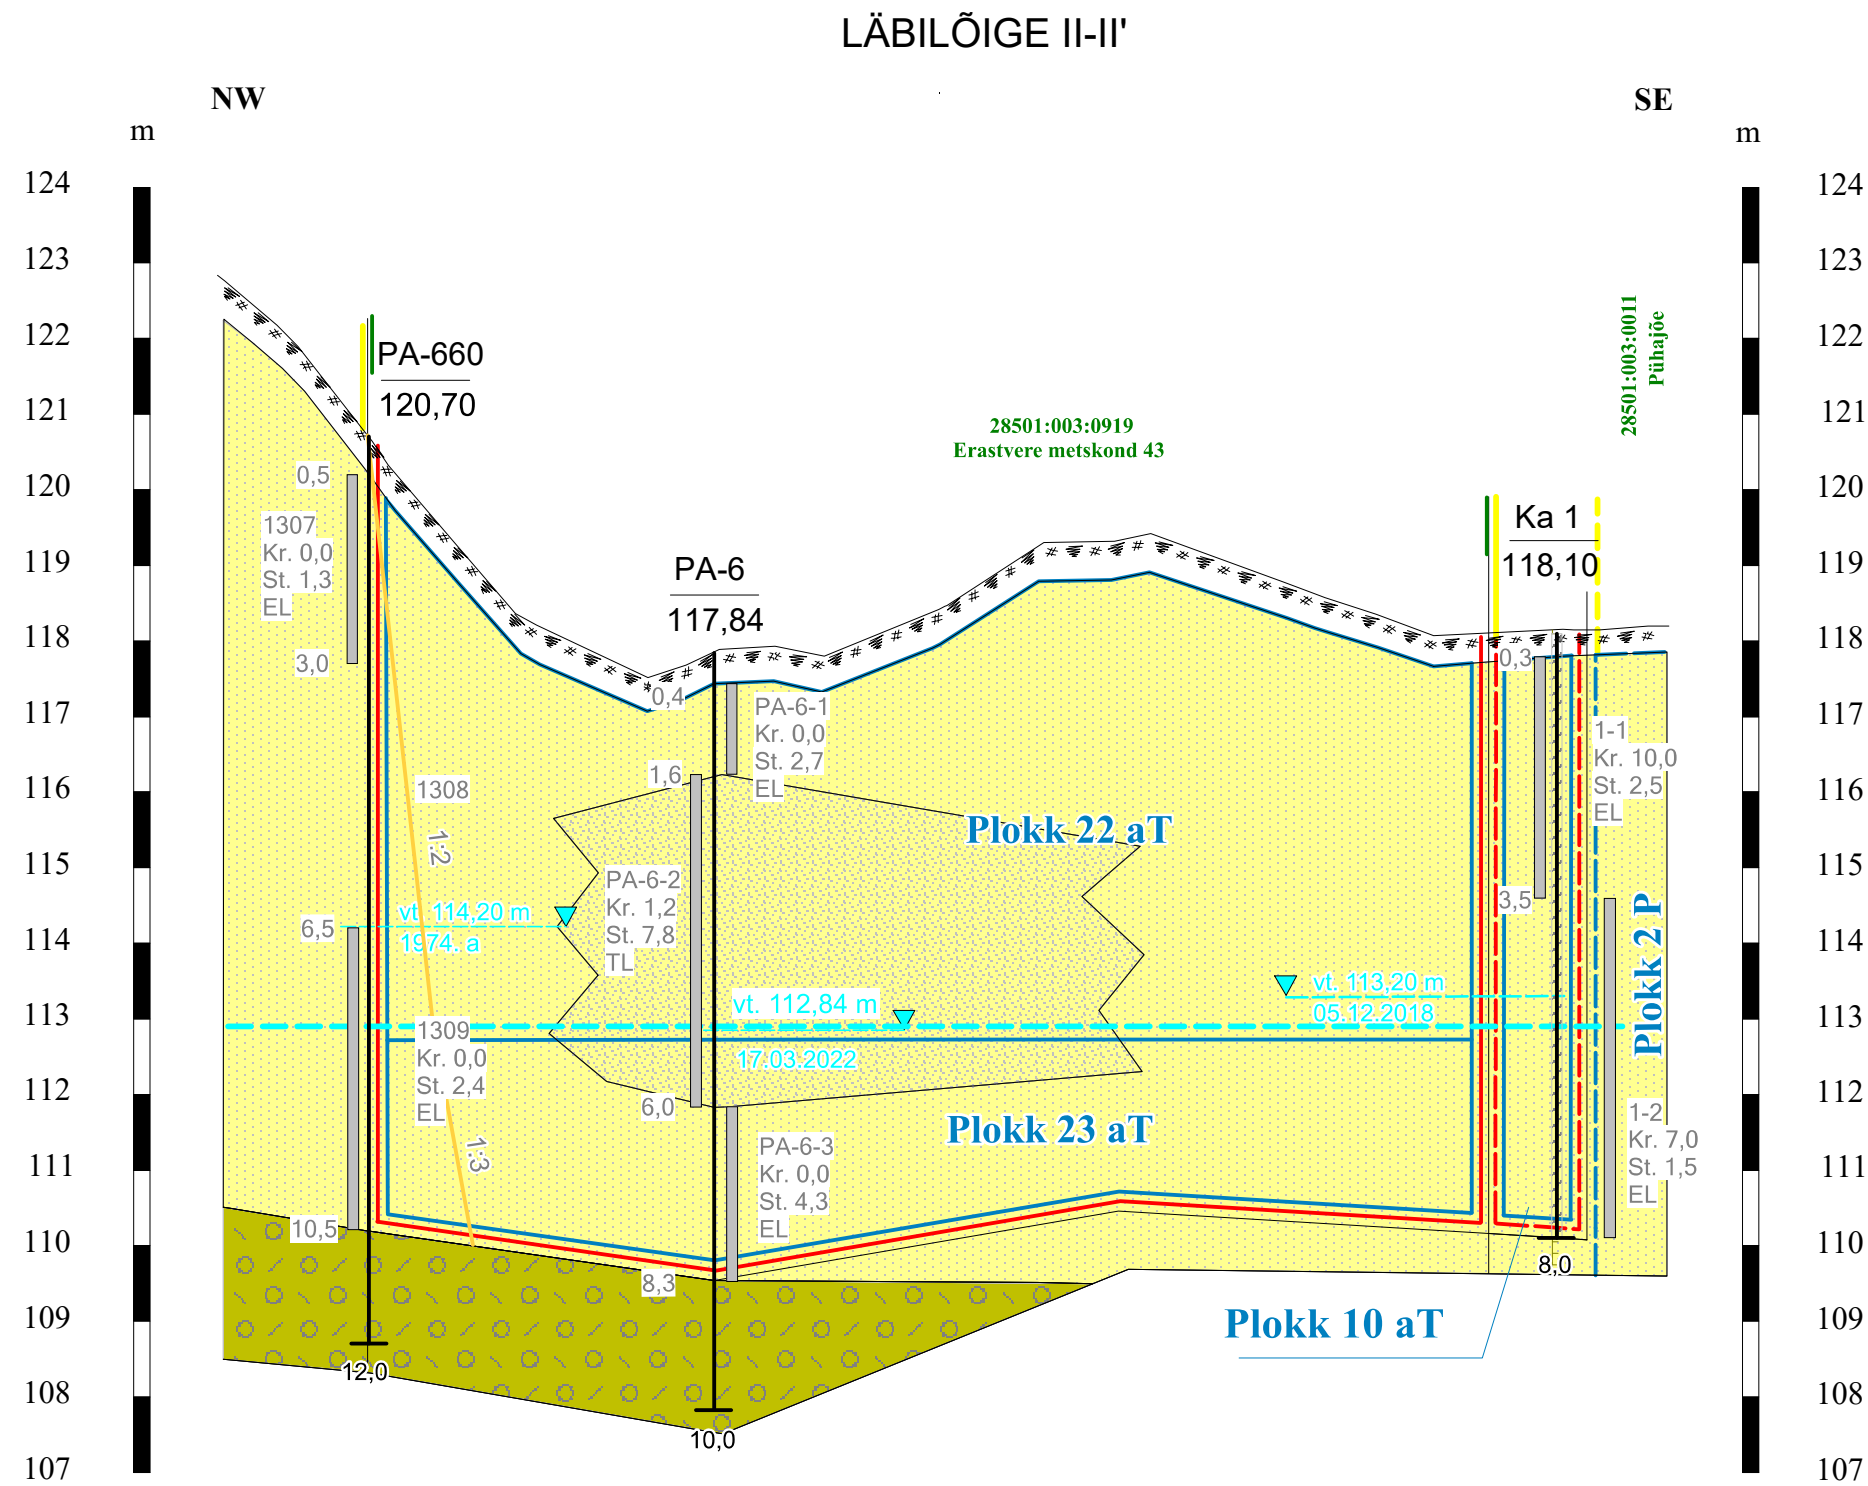 LÄBILÕIGE II-II'
NW
SE
m
m
124
123
122
121
120
119
118
117
116
115
114
113
112
111
110
109
108
107
PA-660
120,70
0,5
1307
Kr. 0,0
St. 1,3
EL
3,0
1308
1:2
vt. 114,20 m
1974. a
6,5
1309
Kr. 0,0
St. 2,4
EL
1:3
10,5
12,0
PA-6
117,84
0,4
PA-6-1
Kr. 0,0
St. 2,7
EL
1,6
PA-6-2
Kr. 1,2
St. 7,8
TL
vt. 112,84 m
17.03.2022
6,0
PA-6-3
Kr. 0,0
St. 4,3
EL
8,3
10,0
28501:003:0919
Erastvere metskond 43
Plokk 22 aT
Plokk 23 aT
vt. 113,20 m
05.12.2018
Plokk 10 aT
Ka 1
118,10
0,3
1-1
Kr. 10,0
St. 2,5
EL
3,5
1-2
Kr. 7,0
St. 1,5
EL
8,0
Plokk 2 P
28501:003:0011
Pühajõe
124
123
122
121
120
119
118
117
116
115
114
113
112
111
110
109
108
107